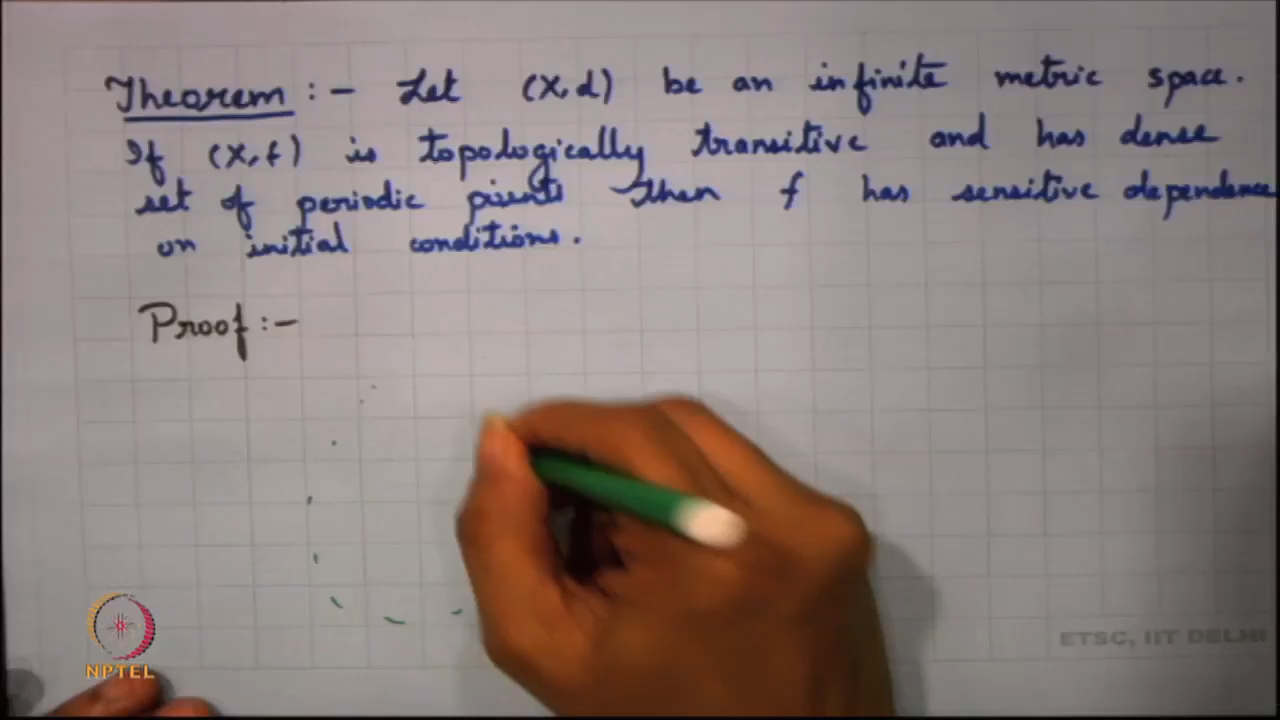 Theorem :- Let (X,d) be an infinite metric space.
If (X,f) is topologically transitive and has dense
set of periodic points then f has sensitive dependence
on initial conditions.
Proof :-
NPTEL
ETSC, IIT DELHI